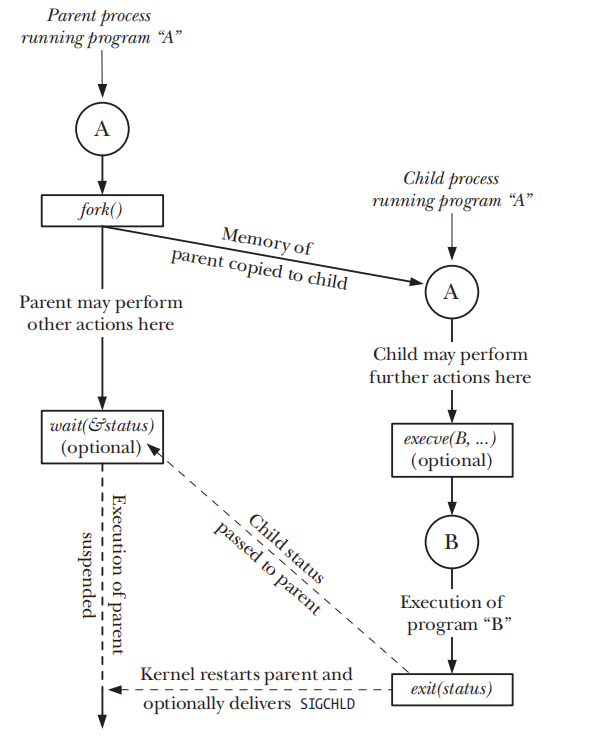 Parent process
running program “A”
A
fork()
Memory of
parent copied to child
Child process
running program “A”
A
Parent may perform
other actions here
Child may perform
further actions here
wait(&status)
(optional)
execve(B, ...)
(optional)
B
Execution of parent
suspended
Child status
passed to parent
Execution of
program “B”
Kernel restarts parent and
optionally delivers SIGCHLD
exit(status)